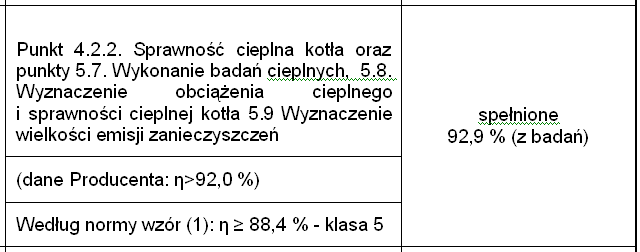 Punkt 4.2.2. Sprawność cieplna kotła oraz
punkty 5.7. Wykonanie badań cieplnych, 5.8.
Wyznaczenie obciążenia cieplnego
i sprawności cieplnej kotła 5.9 Wyznaczenie
wielkości emisji zanieczyszczeń
spełnione
92,9 % (z badań)
(dane Producenta: η>92,0 %)
Według normy wzór (1): η ≥ 88,4 % - klasa 5